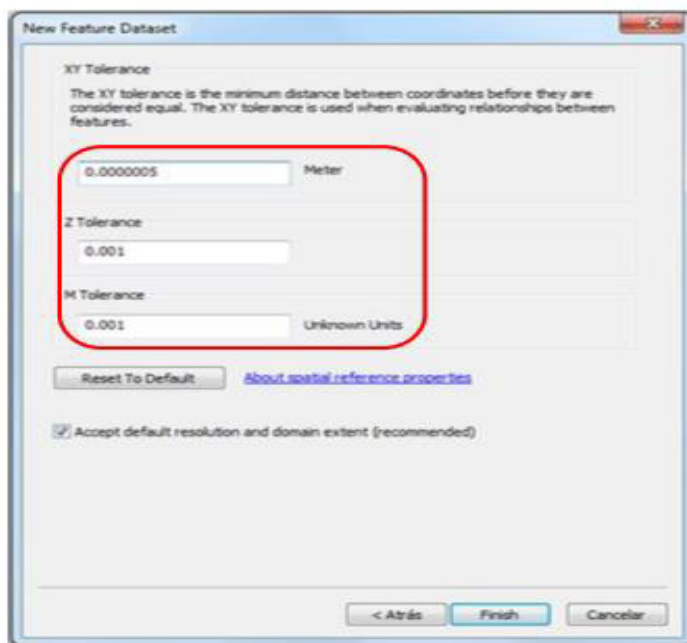 New Feature Dataset
XY Tolerance
The XY tolerance is the minimum distance between coordinates before they are
considered equal. The XY tolerance is used when evaluating relationships between
features.
0.0000005 Meter
Z Tolerance
0.001
M Tolerance
0.001 Unknown Units
Reset To Default About spatial reference properties
Accept default resolution and domain extent (recommended)
< Atrás Finish Cancelar